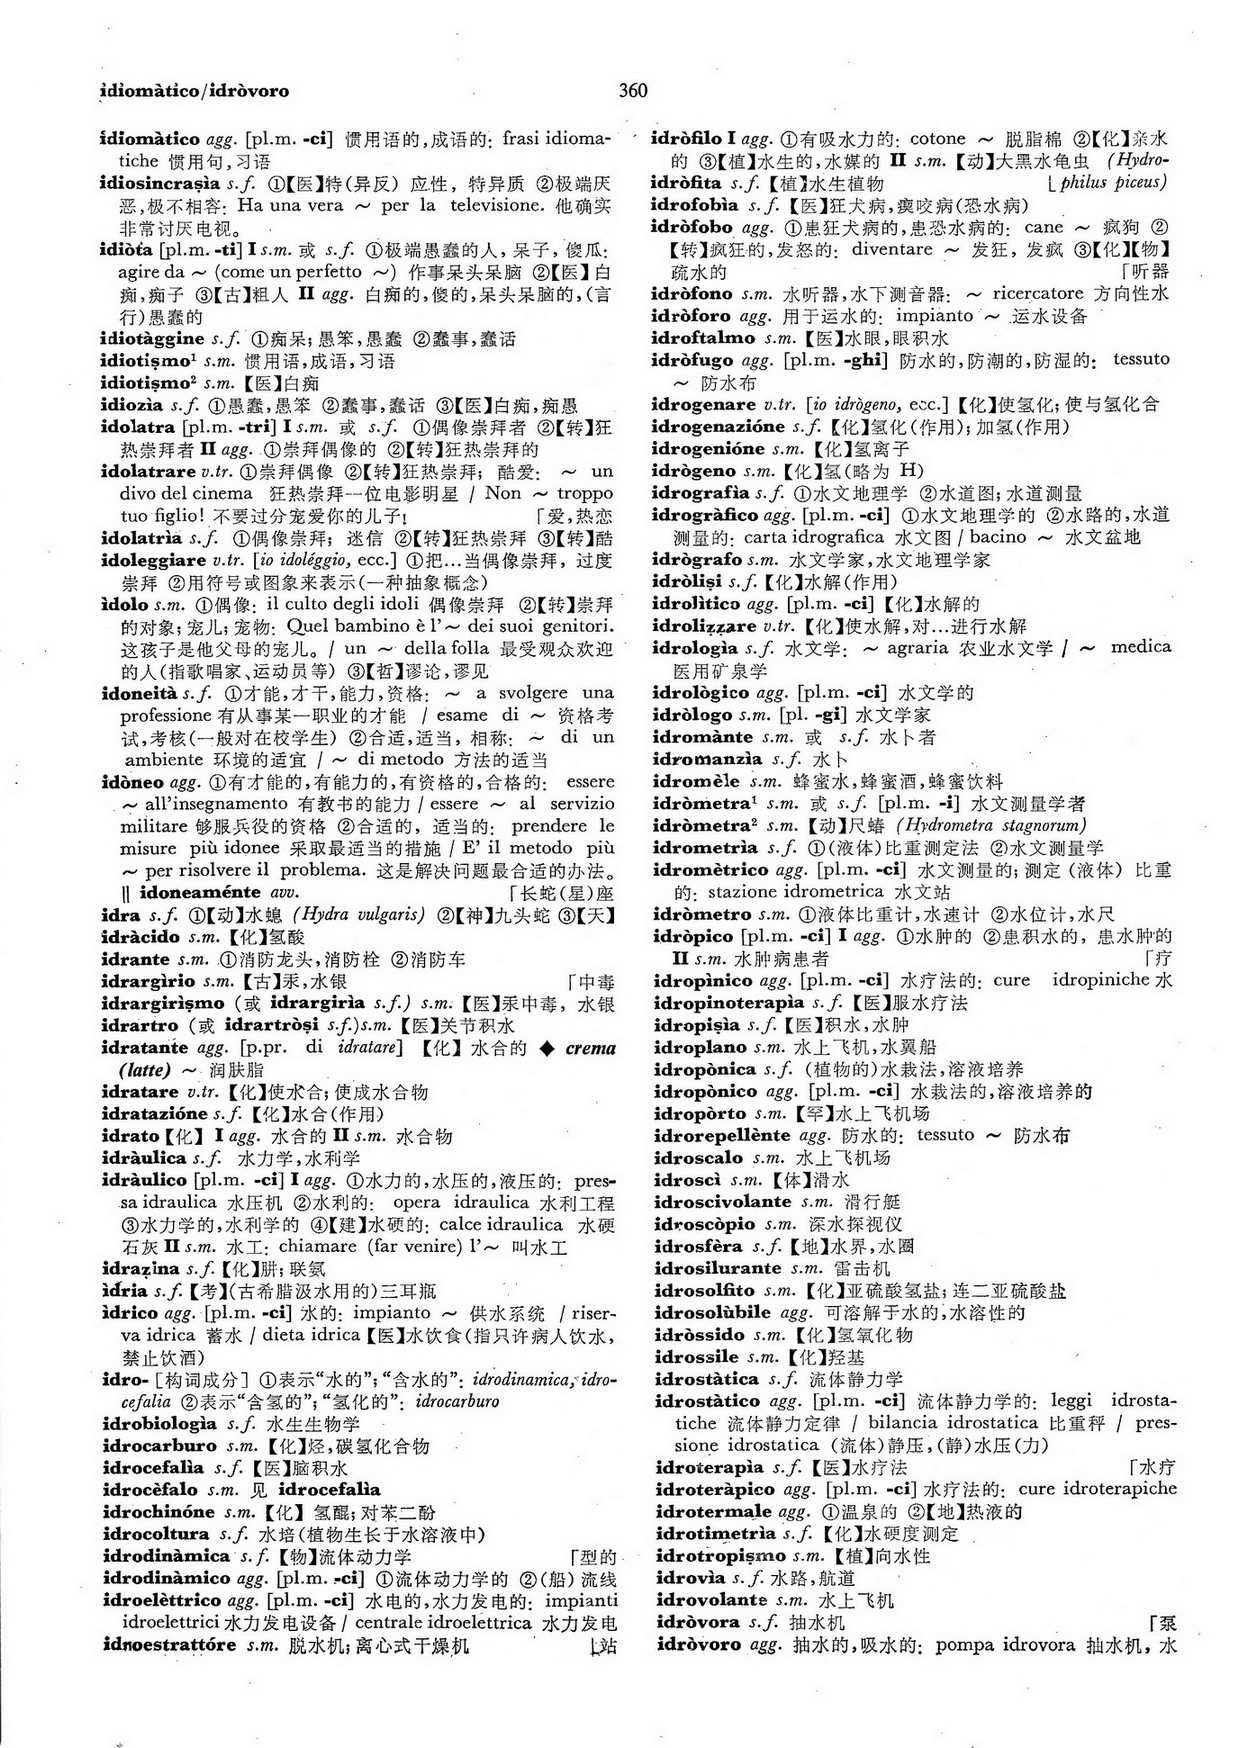 idiomàtico/idròvoro
360
idiomàtico agg. [pl.m. -ci] 惯用语的,成语的: frasi idioma-
tiche 惯用句,习语
idiosincrasìa s.f. ①【医】特(异反) 应性, 特异质 ②极端厌
恶,极不相容: Ha una vera ~ per la televisione. 他确实
非常讨厌电视。
idiòta [pl.m. -ti] I s.m. 或 s.f. ①极端愚蠢的人, 呆子, 傻瓜:
agire da ~ (come un perfetto ~) 作事呆头呆脑 ②【医】白
痴,痴子 ③【古】粗人 II agg. 白痴的,傻的,呆头呆脑的,(言
行)愚蠢的
idiotàggine s.f. ①痴呆; 愚笨,愚蠢 ②蠢事,蠢话
idiotiṣmo¹ s.m. 惯用语,成语,习语
idiotiṣmo² s.m.【医】白痴
idiozìa s.f. ①愚蠢,愚笨 ②蠢事,蠢话 ③【医】白痴,痴愚
idolatra [pl.m. -tri] I s.m. 或 s.f. ①偶像崇拜者 ②【转】狂
热崇拜者 II agg. ①崇拜偶像的 ②【转】狂热崇拜的
idolatrare v.tr. ①崇拜偶像 ②【转】狂热崇拜; 酷爱: ~ un
divo del cinema 狂热崇拜一位电影明星 / Non ~ troppo
tuo figlio! 不要过分宠爱你的儿子! 「爱,热恋
idolatrìa s.f. ①偶像崇拜; 迷信 ②【转】狂热崇拜 ③【转】酷
idoleggiare v.tr. [io idoléggio, ecc.] ①把…当偶像崇拜, 过度
崇拜 ②用符号或图象来表示(一种抽象概念)
ìdolo s.m. ①偶像: il culto degli idoli 偶像崇拜 ②【转】崇拜
的对象; 宠儿; 宠物: Quel bambino è l'~ dei suoi genitori.
这孩子是他父母的宠儿。/ un ~ della folla 最受观众欢迎
的人(指歌唱家、运动员等) ③【哲】谬论,谬见
idoneità s.f. ①才能,才干,能力,资格: ~ a svolgere una
professione 有从事某一职业的才能 / esame di ~ 资格考
试,考核(一般对在校学生) ②合适,适当, 相称: ~ di un
ambiente 环境的适宜 / ~ di metodo 方法的适当
idòneo agg. ①有才能的,有能力的,有资格的,合格的: essere
~ all'insegnamento 有教书的能力 / essere ~ al servizio
militare 够服兵役的资格 ②合适的, 适当的: prendere le
misure più idonee 采取最适当的措施 / E' il metodo più
~ per risolvere il problema. 这是解决问题最合适的办法。
‖ idoneaménte avv. 「长蛇(星)座
idra s.f. ①【动】水螅 (Hydra vulgaris) ②【神】九头蛇 ③【天】
idràcido s.m.【化】氢酸
idrante s.m. ①消防龙头,消防栓 ②消防车
idrargìrio s.m.【古】汞,水银 「中毒
idrargirìṣmo (或 idrargirìa s.f.) s.m.【医】汞中毒, 水银
idrartro (或 idrartròṣi s.f.)s.m.【医】关节积水
idratante agg. [p.pr. di idratare] 【化】水合的 ◆ crema
(latte) ~ 润肤脂
idratare v.tr.【化】使水合; 使成水合物
idratazióne s.f.【化】水合(作用)
idrato【化】 I agg. 水合的 II s.m. 水合物
idràulica s.f. 水力学,水利学
idràulico [pl.m. -ci] I agg. ①水力的,水压的,液压的: pres-
sa idraulica 水压机 ②水利的: opera idraulica 水利工程
③水力学的,水利学的 ④【建】水硬的: calce idraulica 水硬
石灰 II s.m. 水工: chiamare (far venire) l'~ 叫水工
idraẓina s.f.【化】肼; 联氨
ìdria s.f.【考】(古希腊汲水用的)三耳瓶
ìdrico agg. [pl.m. -ci] 水的: impianto ~ 供水系统 / riser-
va idrica 蓄水 / dieta idrica【医】水饮食(指只许病人饮水,
禁止饮酒)
idro- [构词成分] ①表示“水的”; “含水的”: idrodinamica, idro-
cefalia ②表示“含氢的”; “氢化的”: idrocarburo
idrobiologìa s.f. 水生生物学
idrocarburo s.m.【化】烃,碳氢化合物
idrocefalìa s.f.【医】脑积水
idrocèfalo s.m. 见 idrocefalìa
idrochinóne s.m.【化】氢醌; 对苯二酚
idrocoltura s.f. 水培(植物生长于水溶液中)
idrodinàmica s.f.【物】流体动力学 「型的
idrodinàmico agg. [pl.m. -ci] ①流体动力学的 ②(船) 流线
idroelèttrico agg. [pl.m. -ci] 水电的,水力发电的: impianti
idroelettrici 水力发电设备 / centrale idroelettrica 水力发电
idroestrattóre s.m. 脱水机; 离心式干燥机 ⌊站
idròfilo I agg. ①有吸水力的: cotone ~ 脱脂棉 ②【化】亲水
的 ③【植】水生的,水媒的 II s.m.【动】大黑水龟虫 (Hydro-
idròfita s.f.【植】水生植物 ⌊philus piceus)
idrofobìa s.f.【医】狂犬病,瘈咬病(恐水病)
idròfobo agg. ①患狂犬病的,患恐水病的: cane ~ 疯狗 ②
【转】疯狂的,发怒的: diventare ~ 发狂, 发疯 ③【化】【物】
疏水的 「听器
idròfono s.m. 水听器,水下测音器: ~ ricercatore 方向性水
idròforo agg. 用于运水的: impianto ~ 运水设备
idroftalmo s.m.【医】水眼,眼积水
idròfugo agg. [pl.m. -ghi] 防水的,防潮的,防湿的: tessuto
~ 防水布
idrogenare v.tr. [io idrògeno, ecc.]【化】使氢化; 使与氢化合
idrogenazióne s.f.【化】氢化(作用); 加氢(作用)
idrogenióne s.m.【化】氢离子
idrògeno s.m.【化】氢(略为 H)
idrografìa s.f. ①水文地理学 ②水道图; 水道测量
idrogràfico agg. [pl.m. -ci] ①水文地理学的 ②水路的,水道
测量的: carta idrografica 水文图 / bacino ~ 水文盆地
idrògrafo s.m. 水文学家,水文地理学家
idròliṣi s.f.【化】水解(作用)
idrolìtico agg. [pl.m. -ci]【化】水解的
idroliẓẓare v.tr.【化】使水解,对…进行水解
idrologìa s.f. 水文学: ~ agraria 农业水文学 / ~ medica
医用矿泉学
idrològico agg. [pl.m. -ci] 水文学的
idròlogo s.m. [pl. -gi] 水文学家
idromànte s.m. 或 s.f. 水卜者
idromanzìa s.f. 水卜
idromèle s.m. 蜂蜜水,蜂蜜酒,蜂蜜饮料
idròmetra¹ s.m. 或 s.f. [pl.m. -i] 水文测量学者
idròmetra² s.m.【动】尺蝽 (Hydrometra stagnorum)
idrometrìa s.f. ①(液体)比重测定法 ②水文测量学
idromètrico agg. [pl.m. -ci] 水文测量的; 测定 (液体) 比重
的: stazione idrometrica 水文站
idròmetro s.m. ①液体比重计,水速计 ②水位计,水尺
idròpico [pl.m. -ci] I agg. ①水肿的 ②患积水的, 患水肿的
II s.m. 水肿病患者 「疗
idropìnico agg. [pl.m. -ci] 水疗法的: cure idropiniche 水
idropinoterapìa s.f.【医】服水疗法
idropiṣìa s.f.【医】积水,水肿
idroplano s.m. 水上飞机,水翼船
idropònica s.f. (植物的)水栽法,溶液培养
idropònico agg. [pl.m. -ci] 水栽法的,溶液培养的
idropòrto s.m.【罕】水上飞机场
idrorepellènte agg. 防水的: tessuto ~ 防水布
idroscalo s.m. 水上飞机场
idroscì s.m.【体】滑水
idroscivolante s.m. 滑行艇
idroscòpio s.m. 深水探视仪
idrosfèra s.f.【地】水界,水圈
idrosilurante s.m. 雷击机
idrosolfito s.m.【化】亚硫酸氢盐; 连二亚硫酸盐
idrosolùbile agg. 可溶解于水的,水溶性的
idròssido s.m.【化】氢氧化物
idrossile s.m.【化】羟基
idrostàtica s.f. 流体静力学
idrostàtico agg. [pl.m. -ci] 流体静力学的: leggi idrosta-
tiche 流体静力定律 / bilancia idrostatica 比重秤 / pres-
sione idrostatica (流体)静压,(静)水压(力)
idroterapìa s.f.【医】水疗法 「水疗
idroteràpico agg. [pl.m. -ci] 水疗法的: cure idroterapiche
idrotermale agg. ①温泉的 ②【地】热液的
idrotimetrìa s.f.【化】水硬度测定
idrotropiṣmo s.m.【植】向水性
idrovìa s.f. 水路,航道
idrovolante s.m. 水上飞机
idròvora s.f. 抽水机 「泵
idròvoro agg. 抽水的,吸水的: pompa idrovora 抽水机, 水